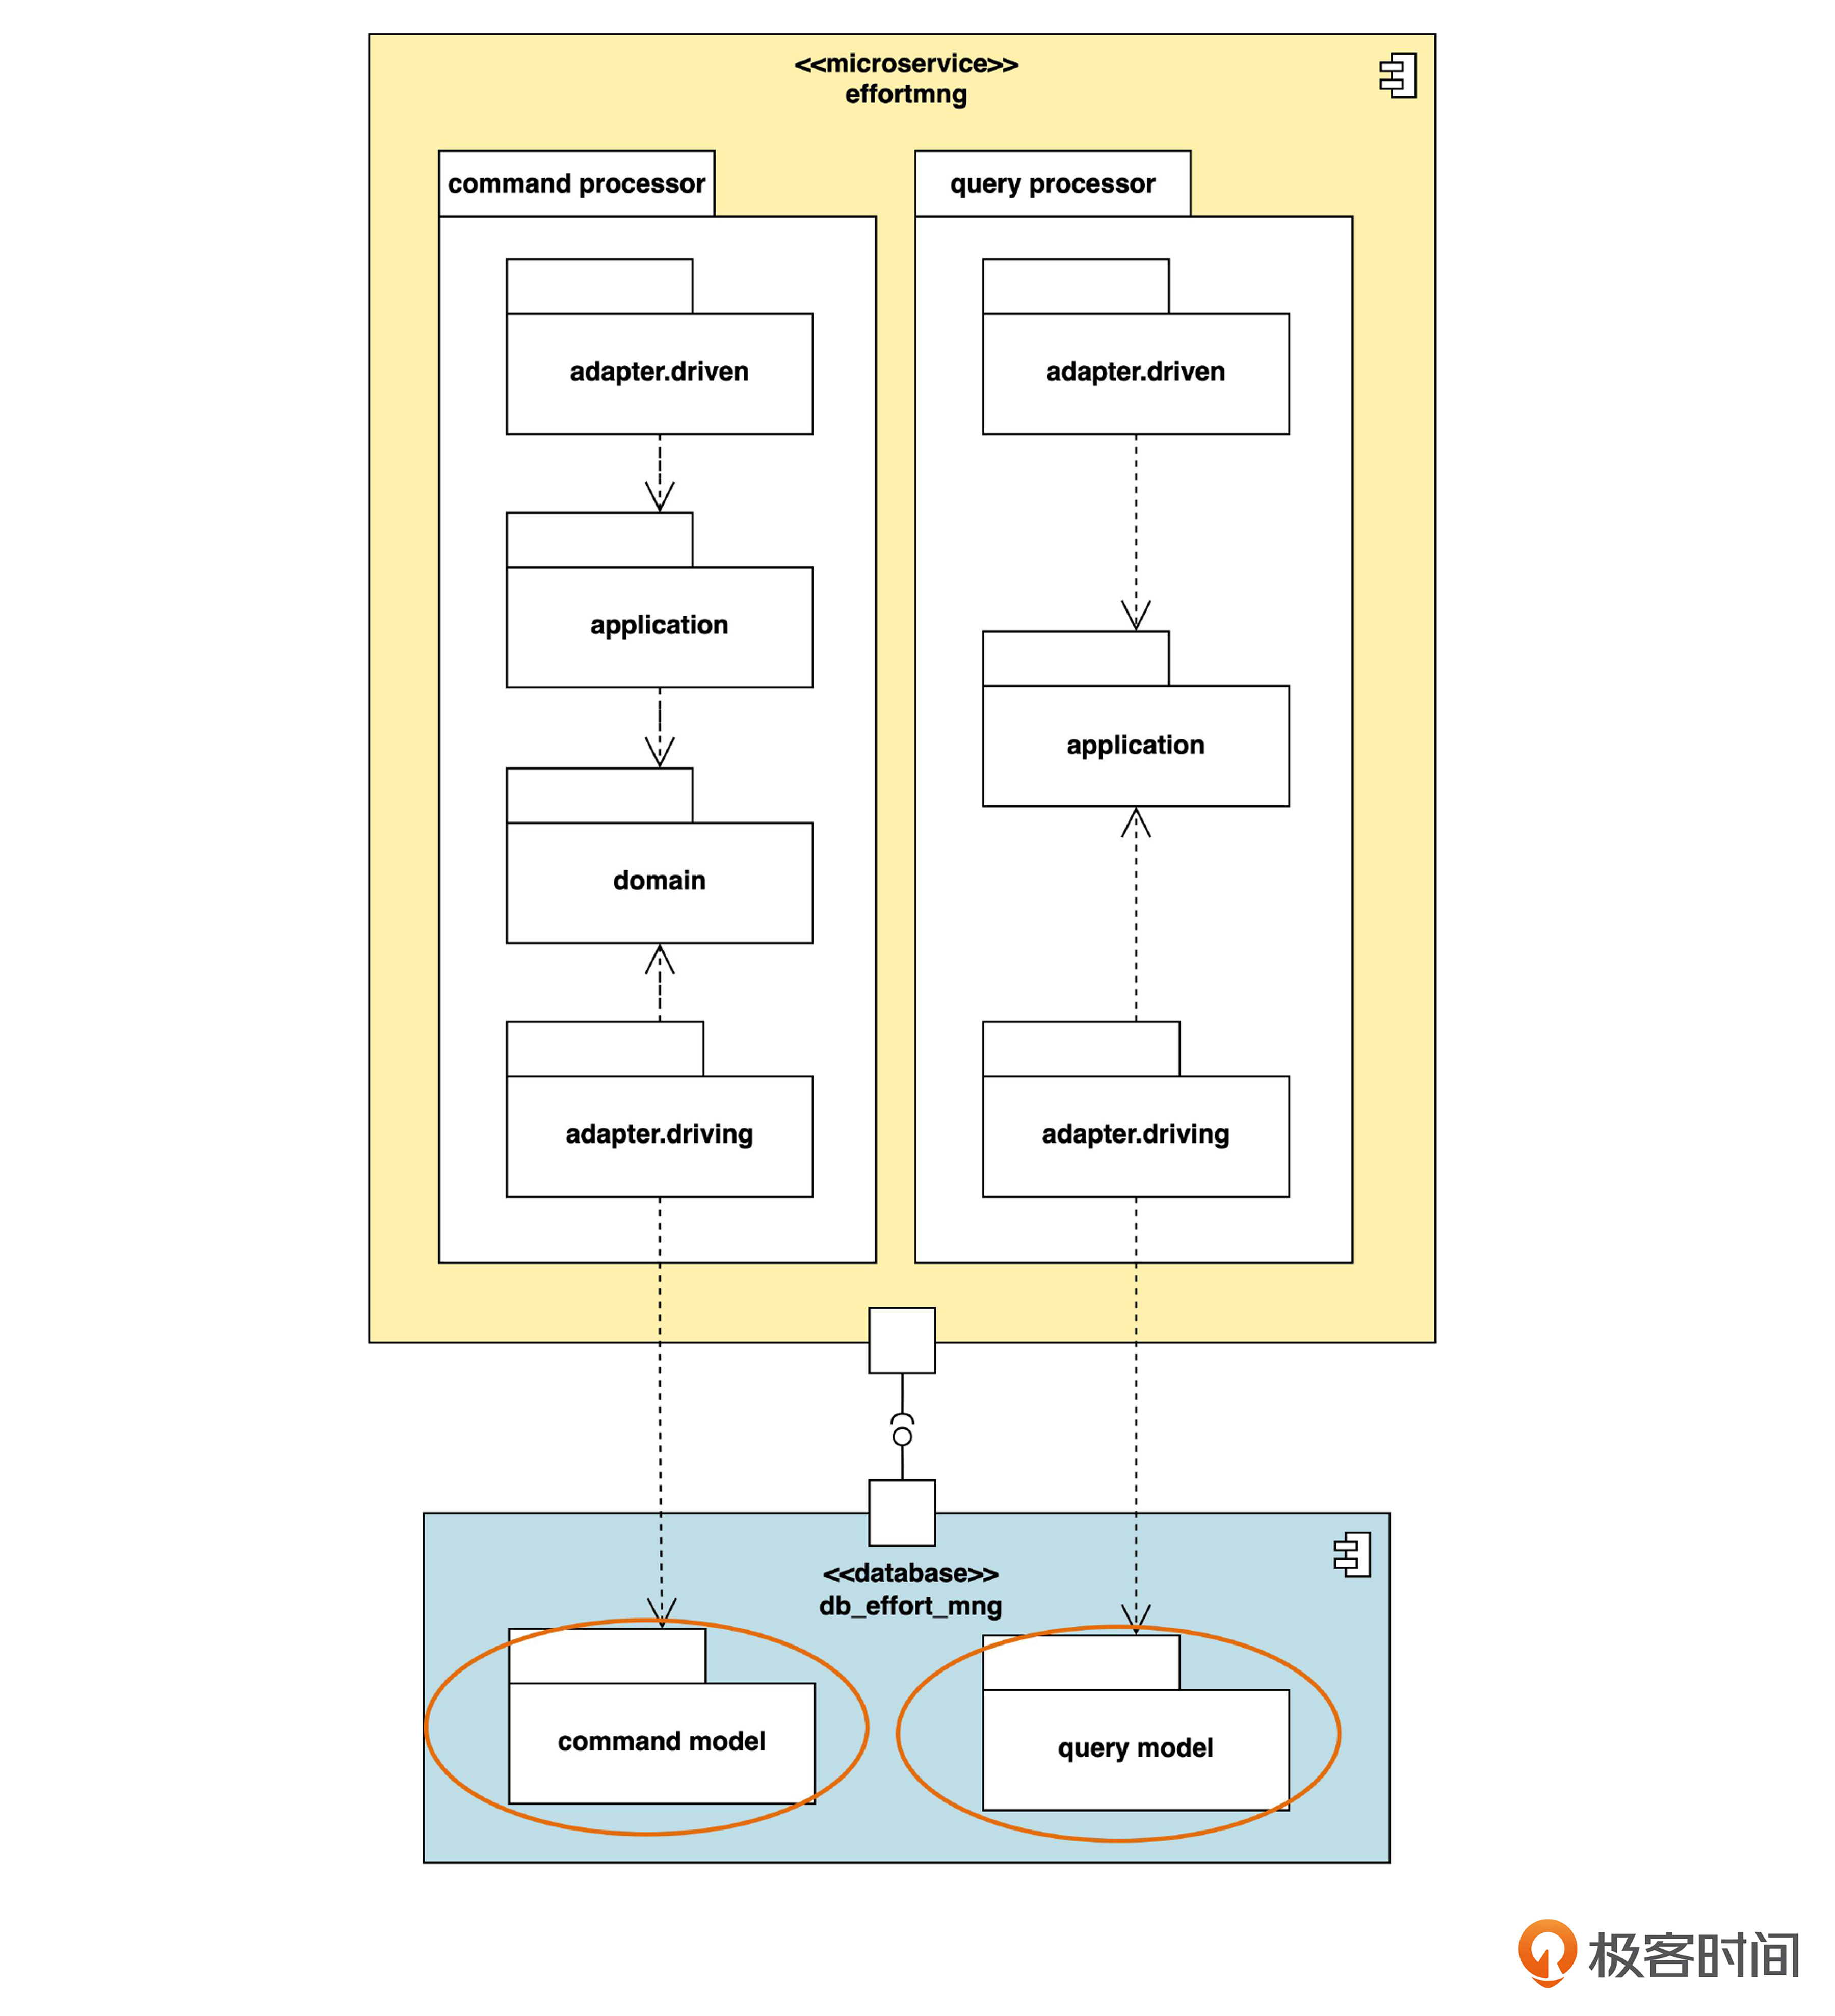 <<microservice>>
effortmng
command processor
query processor
adapter.driven
adapter.driven
application
application
domain
adapter.driving
adapter.driving
<<database>>
db_effort_mng
command model
query model
极客时间